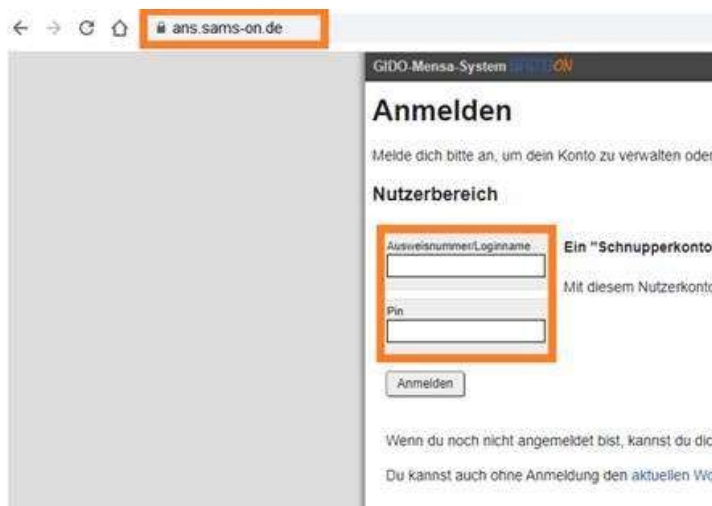 ans.sams-on.de
GIDO-Mensa-System ON
Anmelden
Melde dich bitte an, um dein Konto zu verwalten oder
Nutzerbereich
Ausweisnummer/Loginname
Ein "Schnupperkonto
Mit diesem Nutzerkonto
Pin
Anmelden
Wenn du noch nicht angemeldet bist, kannst du dic
Du kannst auch ohne Anmeldung den aktuellen Wo